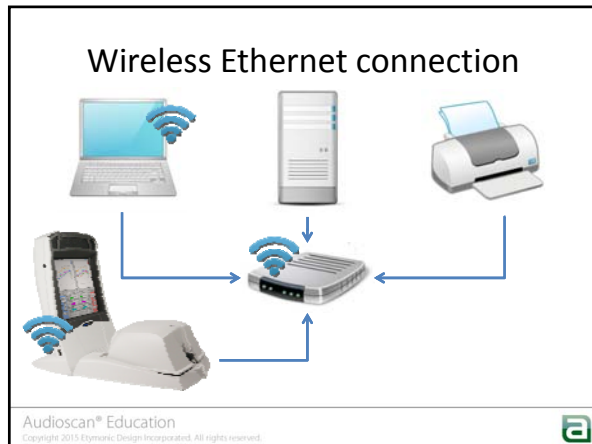 Wireless Ethernet connection
Audioscan® Education
Copyright 2015 Etymonic Design Incorporated. All rights reserved.
a